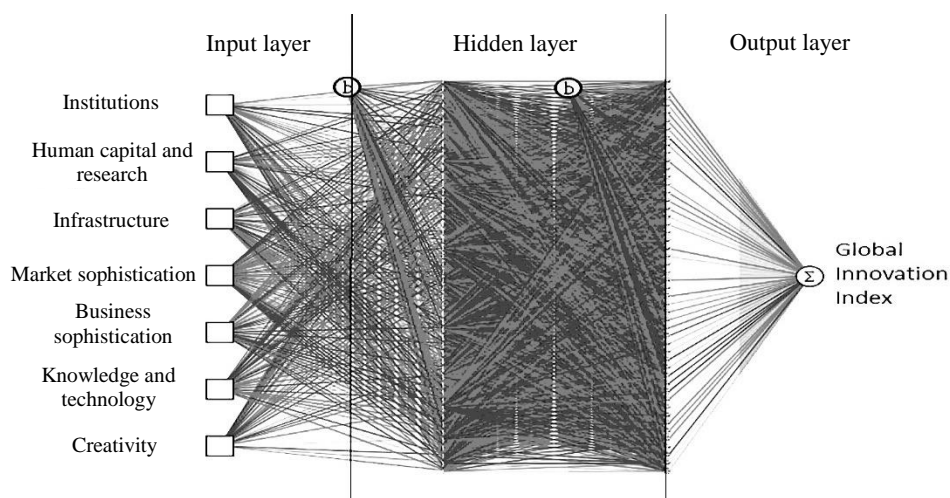 Input layer
Hidden layer
Output layer
b
b
Institutions
Human capital and
research
Infrastructure
Market sophistication
Business
sophistication
Knowledge and
technology
Creativity
Σ
Global
Innovation
Index